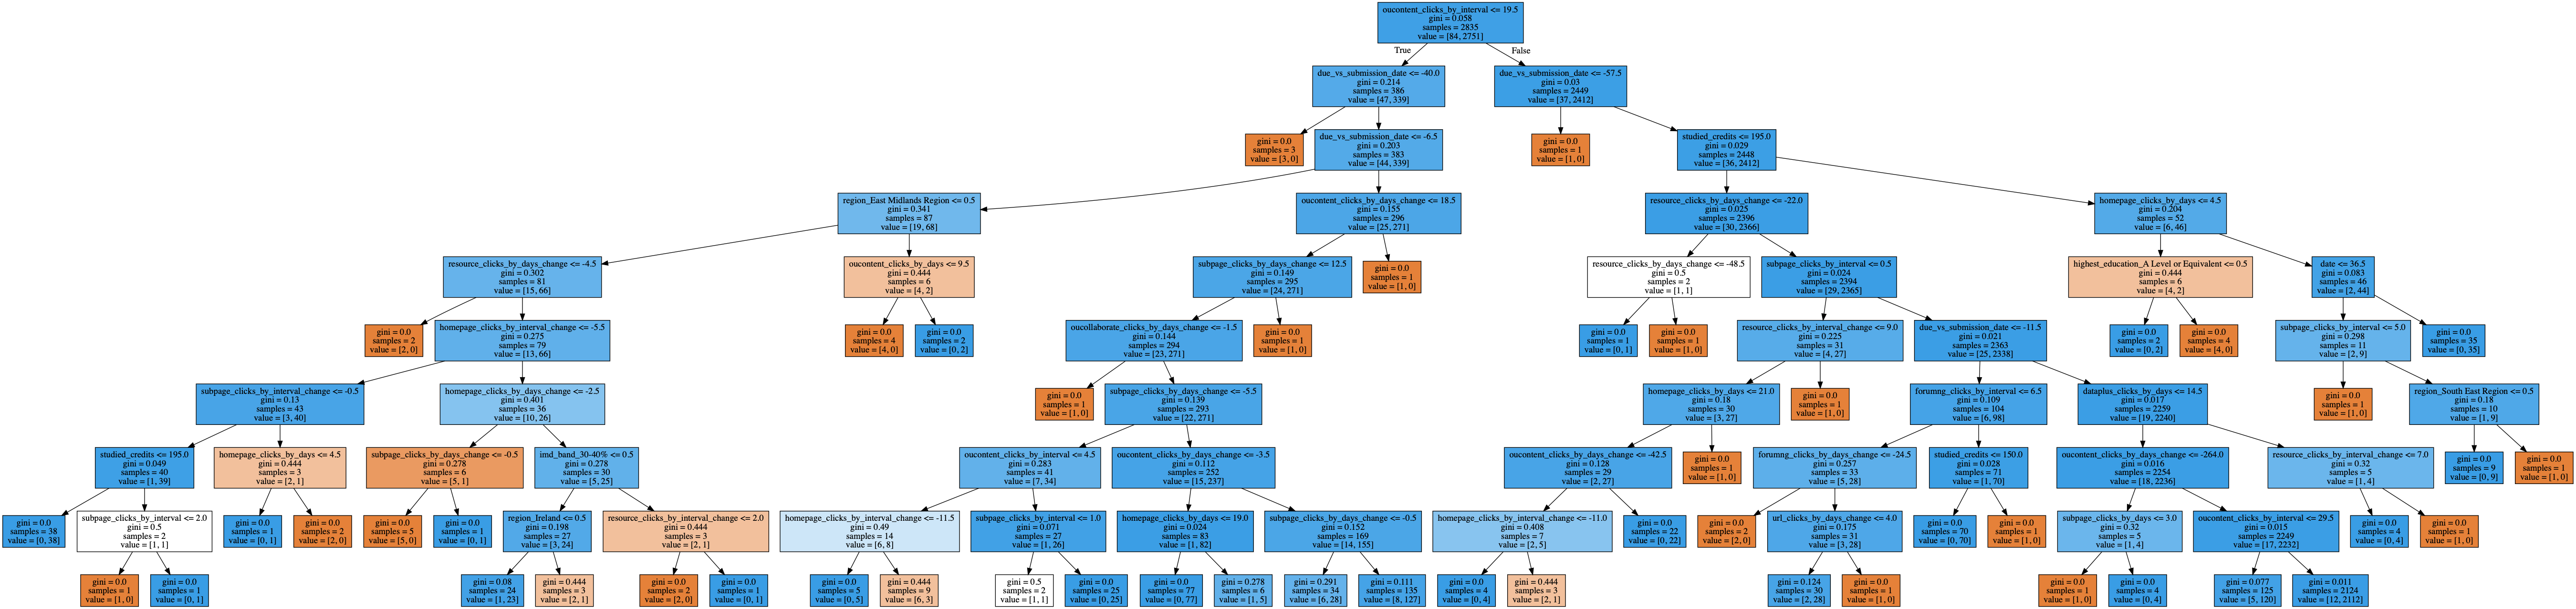 oucontent_clicks_by_interval <= 19.5
gini = 0.058
samples = 2835
value = [84, 2751]
True
False
due_vs_submission_date <= -40.0
gini = 0.214
samples = 386
value = [47, 339]
due_vs_submission_date <= -57.5
gini = 0.03
samples = 2449
value = [37, 2412]
gini = 0.0
samples = 3
value = [3, 0]
due_vs_submission_date <= -6.5
gini = 0.203
samples = 383
value = [44, 339]
gini = 0.0
samples = 1
value = [1, 0]
studied_credits <= 195.0
gini = 0.029
samples = 2448
value = [36, 2412]
region_East Midlands Region <= 0.5
gini = 0.341
samples = 87
value = [19, 68]
oucontent_clicks_by_days_change <= 18.5
gini = 0.155
samples = 296
value = [25, 271]
resource_clicks_by_days_change <= -22.0
gini = 0.025
samples = 2396
value = [30, 2366]
homepage_clicks_by_days <= 4.5
gini = 0.204
samples = 52
value = [6, 46]
resource_clicks_by_days_change <= -4.5
gini = 0.302
samples = 81
value = [15, 66]
oucontent_clicks_by_days <= 9.5
gini = 0.444
samples = 6
value = [4, 2]
subpage_clicks_by_days_change <= 12.5
gini = 0.149
samples = 295
value = [24, 271]
gini = 0.0
samples = 1
value = [1, 0]
resource_clicks_by_days_change <= -48.5
gini = 0.5
samples = 2
value = [1, 1]
subpage_clicks_by_interval <= 0.5
gini = 0.024
samples = 2394
value = [29, 2365]
highest_education_A Level or Equivalent <= 0.5
gini = 0.444
samples = 6
value = [4, 2]
date <= 36.5
gini = 0.083
samples = 46
value = [2, 44]
gini = 0.0
samples = 2
value = [2, 0]
homepage_clicks_by_interval_change <= -5.5
gini = 0.275
samples = 79
value = [13, 66]
gini = 0.0
samples = 4
value = [4, 0]
gini = 0.0
samples = 2
value = [0, 2]
oucollaborate_clicks_by_days_change <= -1.5
gini = 0.144
samples = 294
value = [23, 271]
gini = 0.0
samples = 1
value = [1, 0]
gini = 0.0
samples = 1
value = [0, 1]
gini = 0.0
samples = 1
value = [1, 0]
resource_clicks_by_interval_change <= 9.0
gini = 0.225
samples = 31
value = [4, 27]
due_vs_submission_date <= -11.5
gini = 0.021
samples = 2363
value = [25, 2338]
gini = 0.0
samples = 2
value = [0, 2]
gini = 0.0
samples = 4
value = [4, 0]
subpage_clicks_by_interval <= 5.0
gini = 0.298
samples = 11
value = [2, 9]
gini = 0.0
samples = 35
value = [0, 35]
subpage_clicks_by_interval_change <= -0.5
gini = 0.13
samples = 43
value = [3, 40]
homepage_clicks_by_days_change <= -2.5
gini = 0.401
samples = 36
value = [10, 26]
gini = 0.0
samples = 1
value = [1, 0]
subpage_clicks_by_days_change <= -5.5
gini = 0.139
samples = 293
value = [22, 271]
homepage_clicks_by_days <= 21.0
gini = 0.18
samples = 30
value = [3, 27]
gini = 0.0
samples = 1
value = [1, 0]
forumng_clicks_by_interval <= 6.5
gini = 0.109
samples = 104
value = [6, 98]
dataplus_clicks_by_days <= 14.5
gini = 0.017
samples = 2259
value = [19, 2240]
gini = 0.0
samples = 1
value = [1, 0]
region_South East Region <= 0.5
gini = 0.18
samples = 10
value = [1, 9]
studied_credits <= 195.0
gini = 0.049
samples = 40
value = [1, 39]
homepage_clicks_by_days <= 4.5
gini = 0.444
samples = 3
value = [2, 1]
subpage_clicks_by_days_change <= -0.5
gini = 0.278
samples = 6
value = [5, 1]
imd_band_30-40% <= 0.5
gini = 0.278
samples = 30
value = [5, 25]
oucontent_clicks_by_interval <= 4.5
gini = 0.283
samples = 41
value = [7, 34]
oucontent_clicks_by_days_change <= -3.5
gini = 0.112
samples = 252
value = [15, 237]
oucontent_clicks_by_days_change <= -42.5
gini = 0.128
samples = 29
value = [2, 27]
gini = 0.0
samples = 1
value = [1, 0]
forumng_clicks_by_days_change <= -24.5
gini = 0.257
samples = 33
value = [5, 28]
studied_credits <= 150.0
gini = 0.028
samples = 71
value = [1, 70]
oucontent_clicks_by_days_change <= -264.0
gini = 0.016
samples = 2254
value = [18, 2236]
resource_clicks_by_interval_change <= 7.0
gini = 0.32
samples = 5
value = [1, 4]
gini = 0.0
samples = 9
value = [0, 9]
gini = 0.0
samples = 1
value = [1, 0]
gini = 0.0
samples = 38
value = [0, 38]
subpage_clicks_by_interval <= 2.0
gini = 0.5
samples = 2
value = [1, 1]
gini = 0.0
samples = 1
value = [0, 1]
gini = 0.0
samples = 2
value = [2, 0]
gini = 0.0
samples = 5
value = [5, 0]
gini = 0.0
samples = 1
value = [0, 1]
region_Ireland <= 0.5
gini = 0.198
samples = 27
value = [3, 24]
resource_clicks_by_interval_change <= 2.0
gini = 0.444
samples = 3
value = [2, 1]
homepage_clicks_by_interval_change <= -11.5
gini = 0.49
samples = 14
value = [6, 8]
subpage_clicks_by_interval <= 1.0
gini = 0.071
samples = 27
value = [1, 26]
homepage_clicks_by_days <= 19.0
gini = 0.024
samples = 83
value = [1, 82]
subpage_clicks_by_days_change <= -0.5
gini = 0.152
samples = 169
value = [14, 155]
homepage_clicks_by_interval_change <= -11.0
gini = 0.408
samples = 7
value = [2, 5]
gini = 0.0
samples = 22
value = [0, 22]
gini = 0.0
samples = 2
value = [2, 0]
url_clicks_by_days_change <= 4.0
gini = 0.175
samples = 31
value = [3, 28]
gini = 0.0
samples = 70
value = [0, 70]
gini = 0.0
samples = 1
value = [1, 0]
subpage_clicks_by_days <= 3.0
gini = 0.32
samples = 5
value = [1, 4]
oucontent_clicks_by_interval <= 29.5
gini = 0.015
samples = 2249
value = [17, 2232]
gini = 0.0
samples = 4
value = [0, 4]
gini = 0.0
samples = 1
value = [1, 0]
gini = 0.0
samples = 1
value = [1, 0]
gini = 0.0
samples = 1
value = [0, 1]
gini = 0.08
samples = 24
value = [1, 23]
gini = 0.444
samples = 3
value = [2, 1]
gini = 0.0
samples = 2
value = [2, 0]
gini = 0.0
samples = 1
value = [0, 1]
gini = 0.0
samples = 5
value = [0, 5]
gini = 0.444
samples = 9
value = [6, 3]
gini = 0.5
samples = 2
value = [1, 1]
gini = 0.0
samples = 25
value = [0, 25]
gini = 0.0
samples = 77
value = [0, 77]
gini = 0.278
samples = 6
value = [1, 5]
gini = 0.291
samples = 34
value = [6, 28]
gini = 0.111
samples = 135
value = [8, 127]
gini = 0.0
samples = 4
value = [0, 4]
gini = 0.444
samples = 3
value = [2, 1]
gini = 0.124
samples = 30
value = [2, 28]
gini = 0.0
samples = 1
value = [1, 0]
gini = 0.0
samples = 1
value = [1, 0]
gini = 0.0
samples = 4
value = [0, 4]
gini = 0.077
samples = 125
value = [5, 120]
gini = 0.011
samples = 2124
value = [12, 2112]